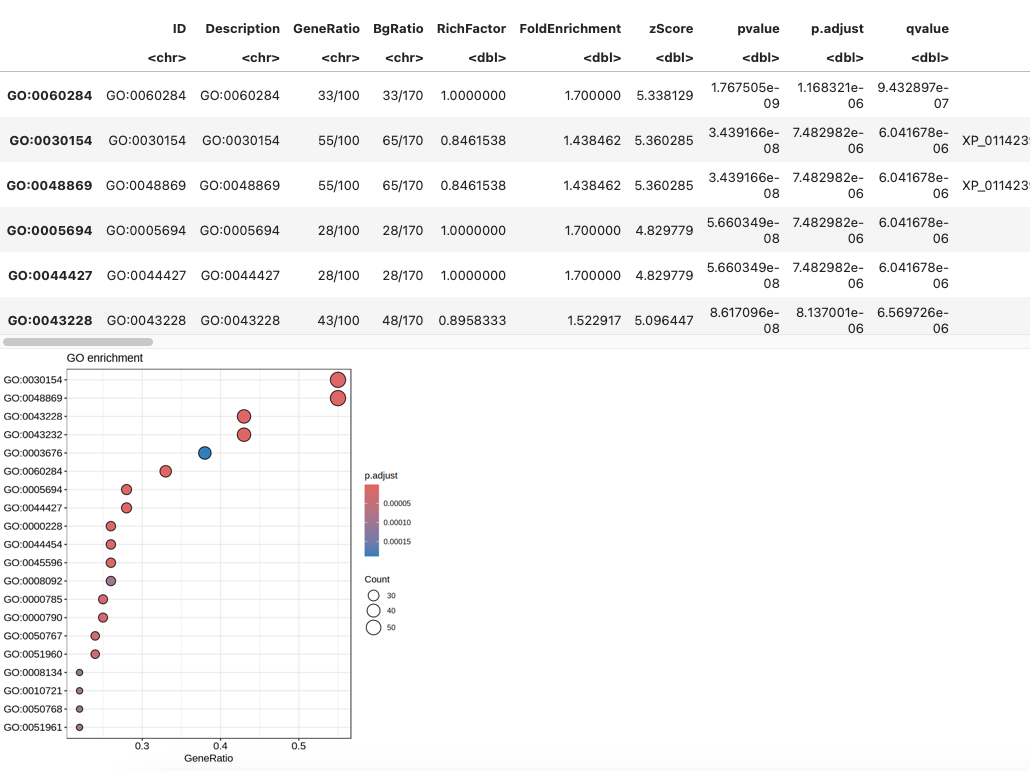 ID Description GeneRatio BgRatio RichFactor FoldEnrichment zScore pvalue p.adjust qvalue
<chr> <chr> <chr> <chr> <dbl> <dbl> <dbl> <dbl> <dbl> <dbl>
GO:0060284 GO:0060284 GO:0060284 33/100 33/170 1.0000000 1.700000 5.338129 1.767505e-09 1.168321e-06 9.432897e-07
GO:0030154 GO:0030154 GO:0030154 55/100 65/170 0.8461538 1.438462 5.360285 3.439166e-08 7.482982e-06 6.041678e-06 XP_011423
GO:0048869 GO:0048869 GO:0048869 55/100 65/170 0.8461538 1.438462 5.360285 3.439166e-08 7.482982e-06 6.041678e-06 XP_011423
GO:0005694 GO:0005694 GO:0005694 28/100 28/170 1.0000000 1.700000 4.829779 5.660349e-08 7.482982e-06 6.041678e-06
GO:0044427 GO:0044427 GO:0044427 28/100 28/170 1.0000000 1.700000 4.829779 5.660349e-08 7.482982e-06 6.041678e-06
GO:0043228 GO:0043228 GO:0043228 43/100 48/170 0.8958333 1.522917 5.096447 8.617096e-08 8.137001e-06 6.569726e-06
GO enrichment
GO:0030154
GO:0048869
GO:0043228
GO:0043232
GO:0003676
GO:0060284
GO:0005694
GO:0044427
GO:0000228
GO:0044454
GO:0045596
GO:0008092
GO:0000785
GO:0000790
GO:0050767
GO:0051960
GO:0008134
GO:0010721
GO:0050768
GO:0051961
0.3 0.4 0.5
GeneRatio
p.adjust
0.00005
0.00010
0.00015
Count
30
40
50